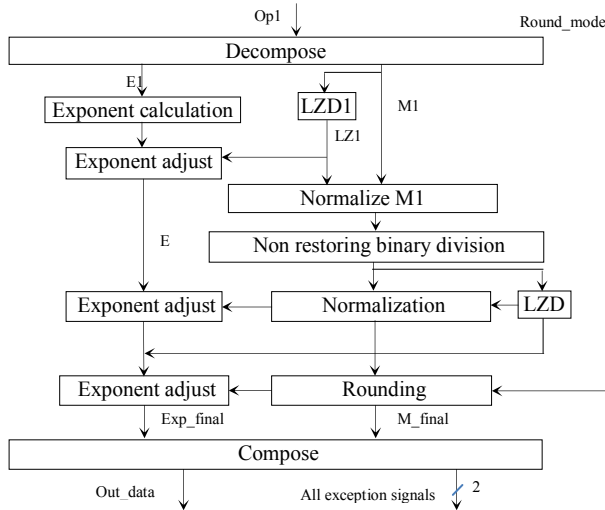 Op1
Round_mode
Decompose
E1
LZD1
M1
Exponent calculation
LZ1
Exponent adjust
Normalize M1
E
Non restoring binary division
Exponent adjust
Normalization
LZD
Exponent adjust
Rounding
Exp_final
M_final
Compose
Out_data
All exception signals
2